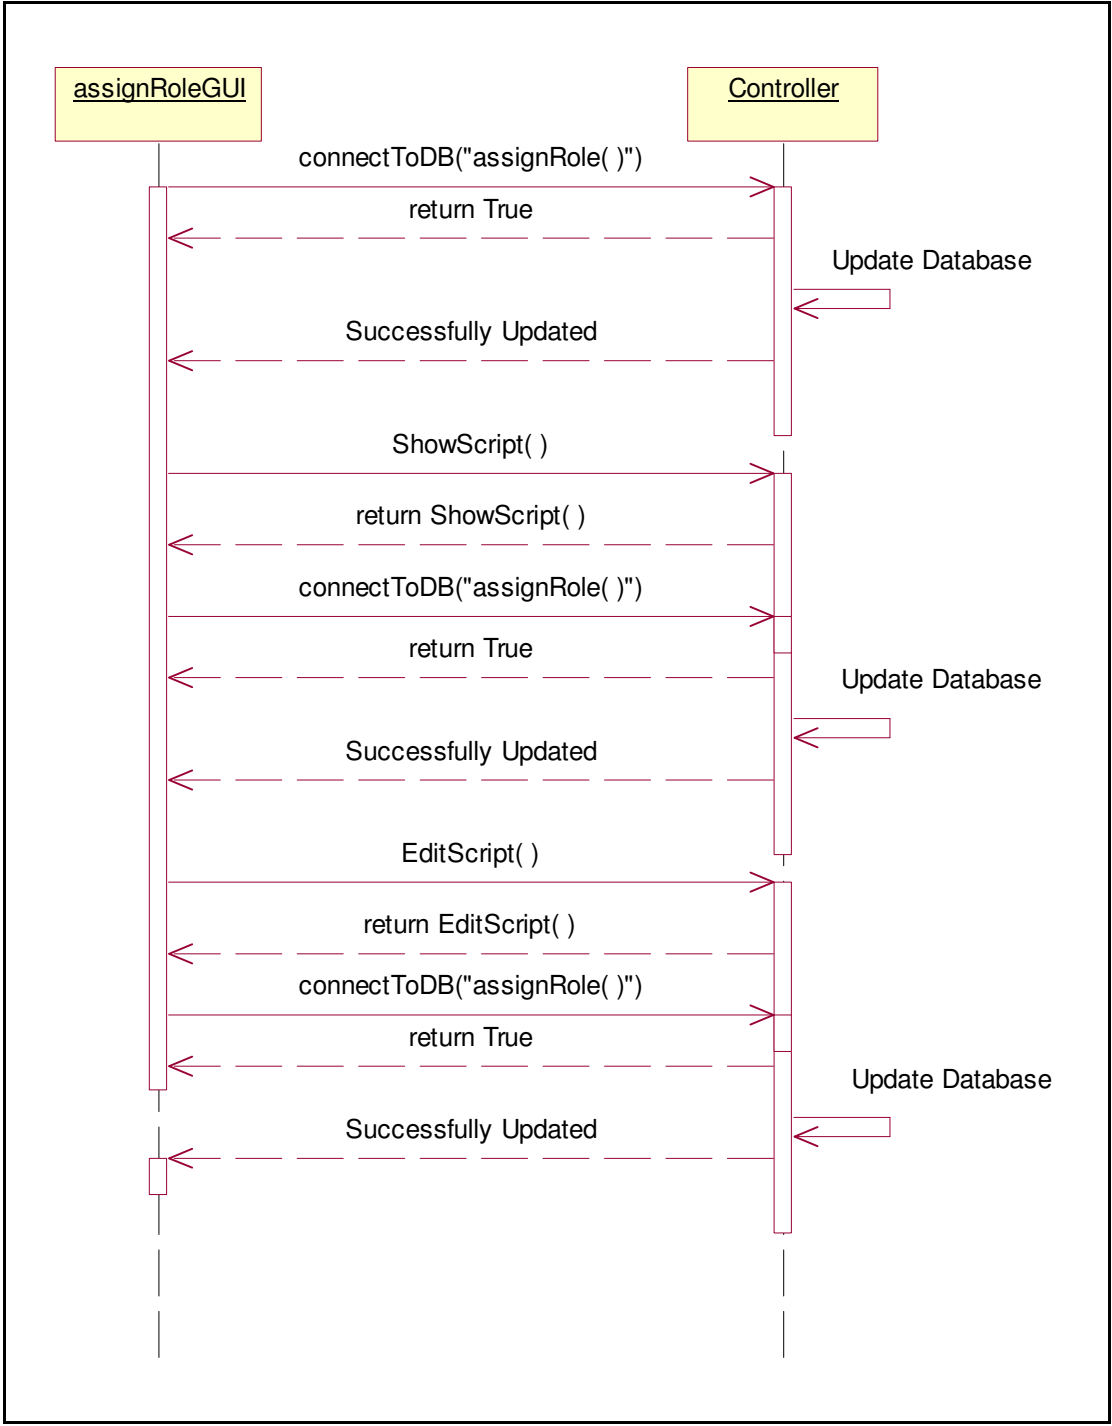 assignRoleGUI
Controller
connectToDB("assignRole( )")
return True
Update Database
Successfully Updated
ShowScript( )
return ShowScript( )
connectToDB("assignRole( )")
return True
Update Database
Successfully Updated
EditScript( )
return EditScript( )
connectToDB("assignRole( )")
return True
Update Database
Successfully Updated